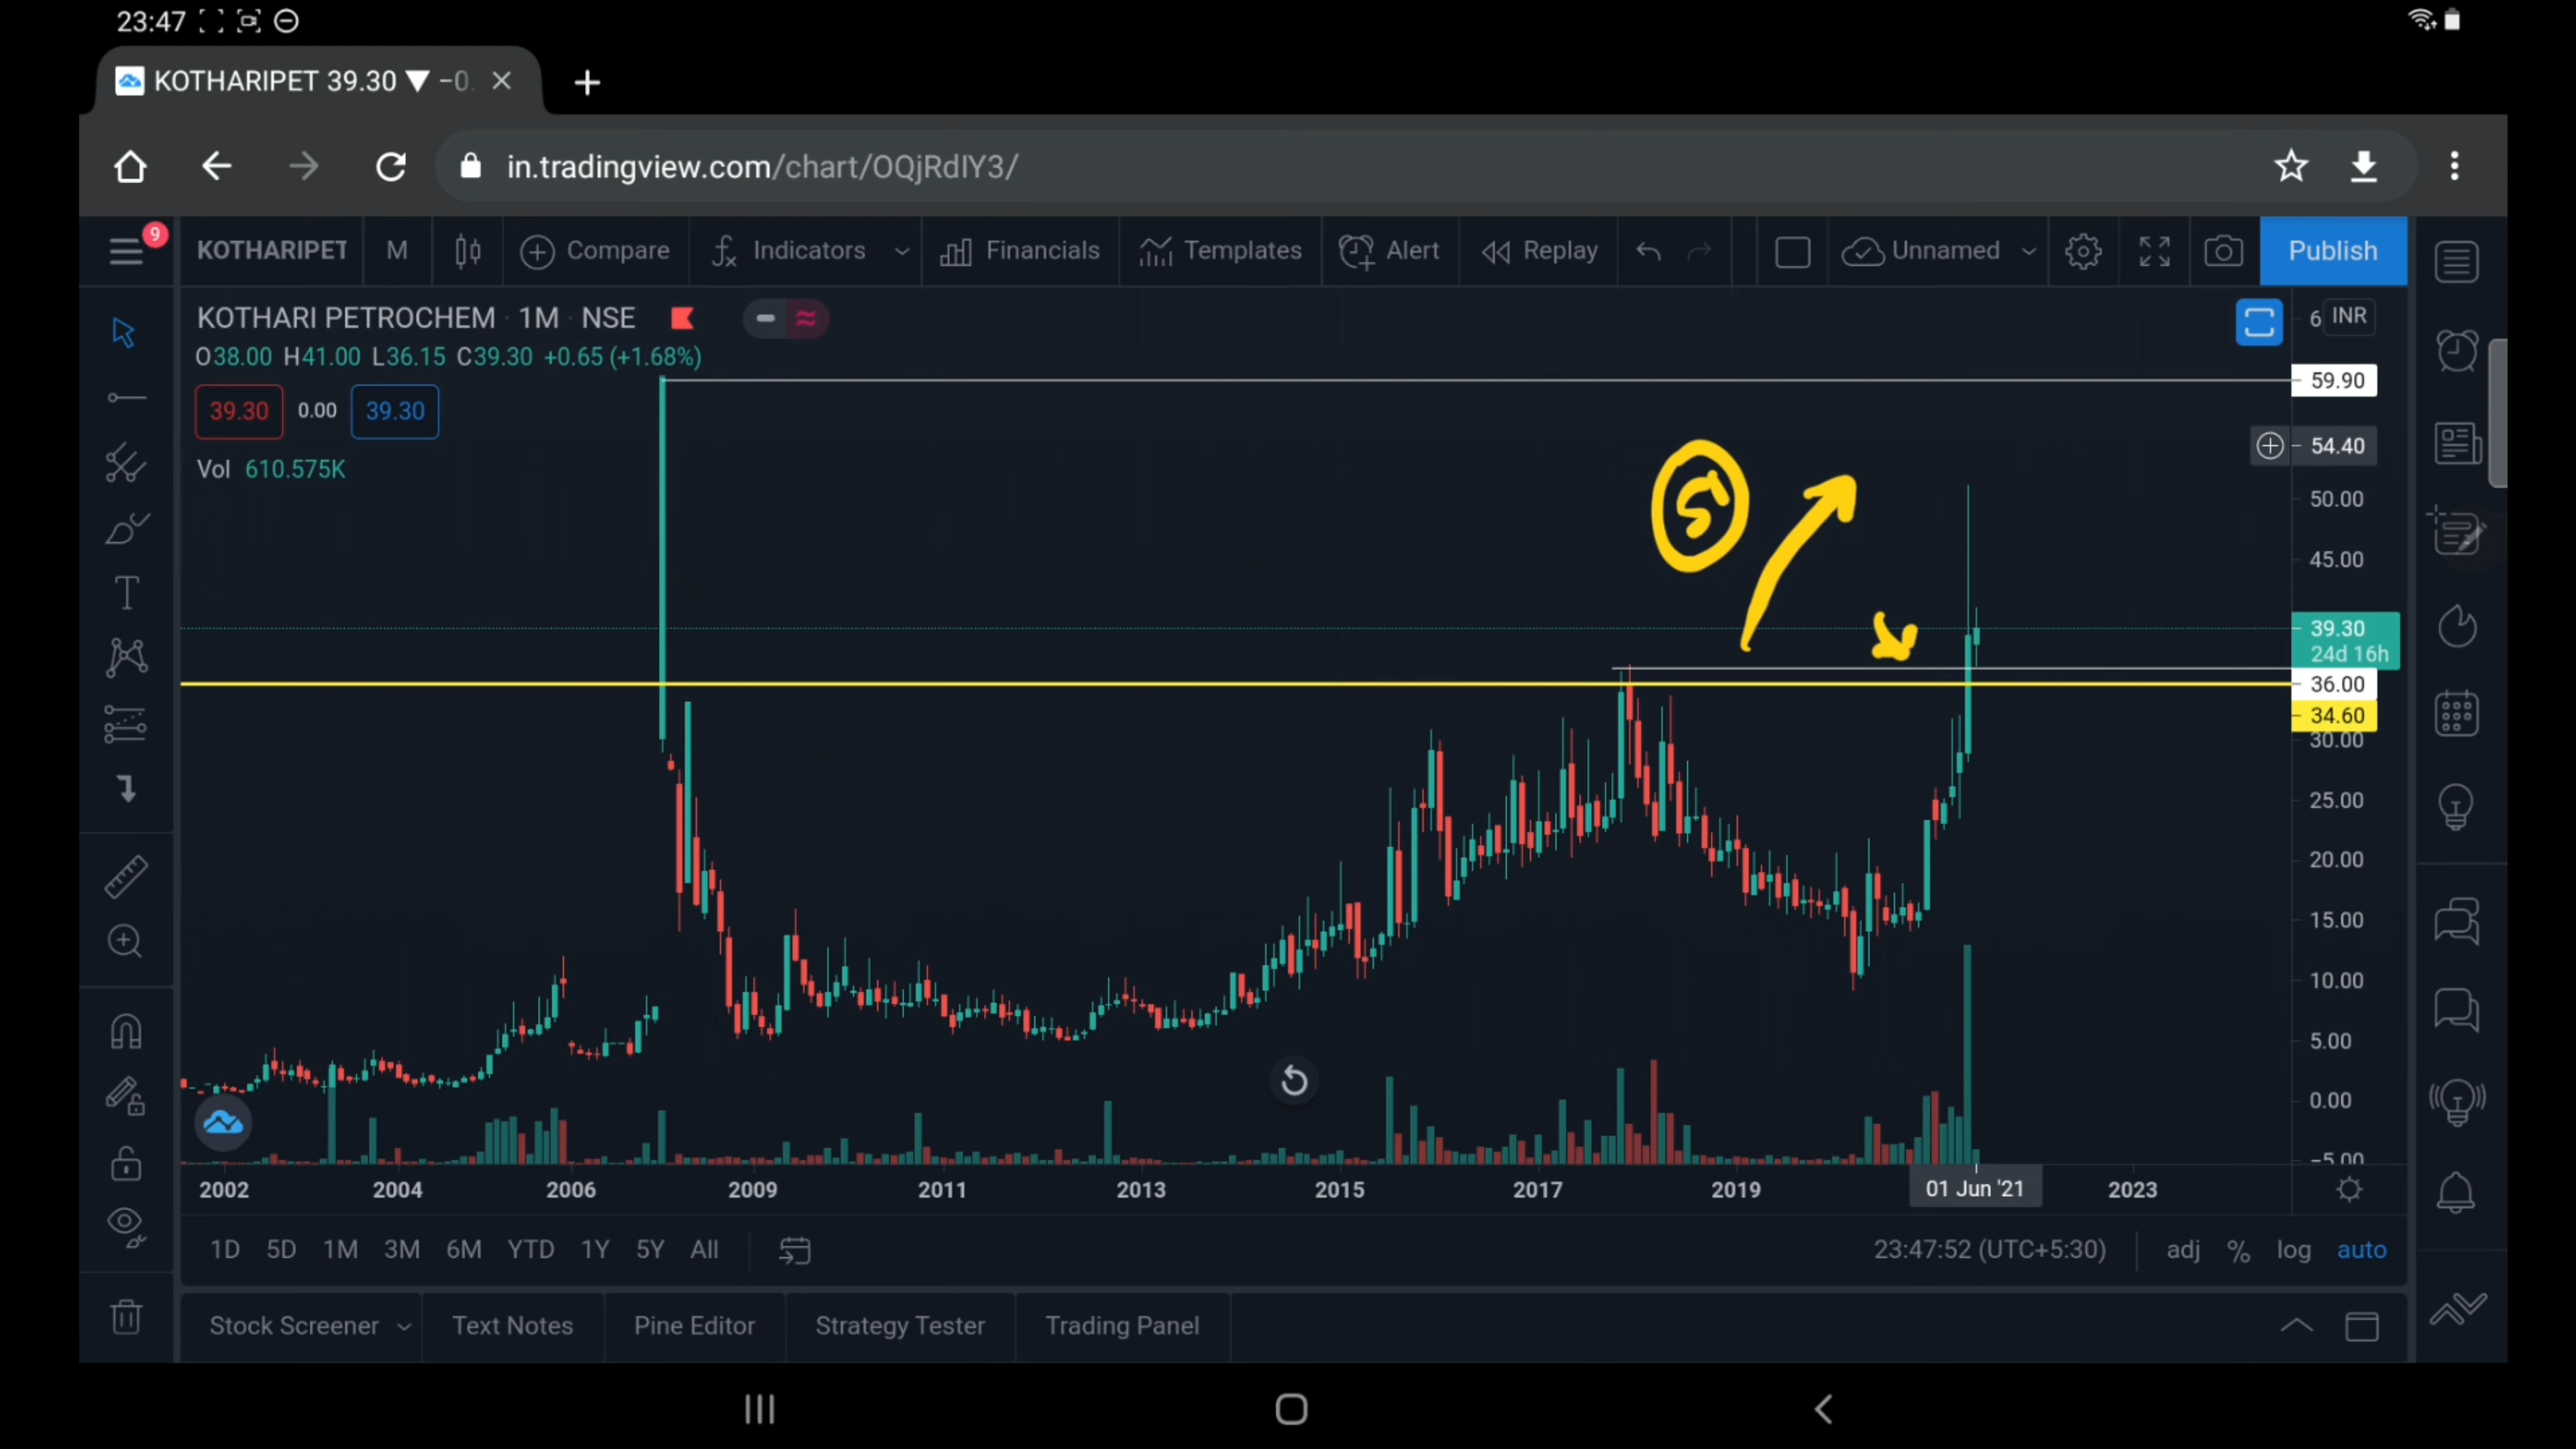 23:47
KOTHARIPET 39.30 ▼ −0.
in.tradingview.com/chart/OQjRdIY3/
9
KOTHARIPET M Compare Indicators Financials Templates Alert Replay Unnamed Publish
KOTHARI PETROCHEM · 1M · NSE
O38.00 H41.00 L36.15 C39.30 +0.65 (+1.68%)
39.30 0.00 39.30
Vol 610.575K
6 INR
59.90
54.40
50.00
45.00
39.30
24d 16h
36.00
34.60
30.00
25.00
20.00
15.00
10.00
5.00
0.00
−5.00
5
2002 2004 2006 2009 2011 2013 2015 2017 2019 01 Jun '21 2023
1D 5D 1M 3M 6M YTD 1Y 5Y All 23:47:52 (UTC+5:30) adj % log auto
Stock Screener Text Notes Pine Editor Strategy Tester Trading Panel